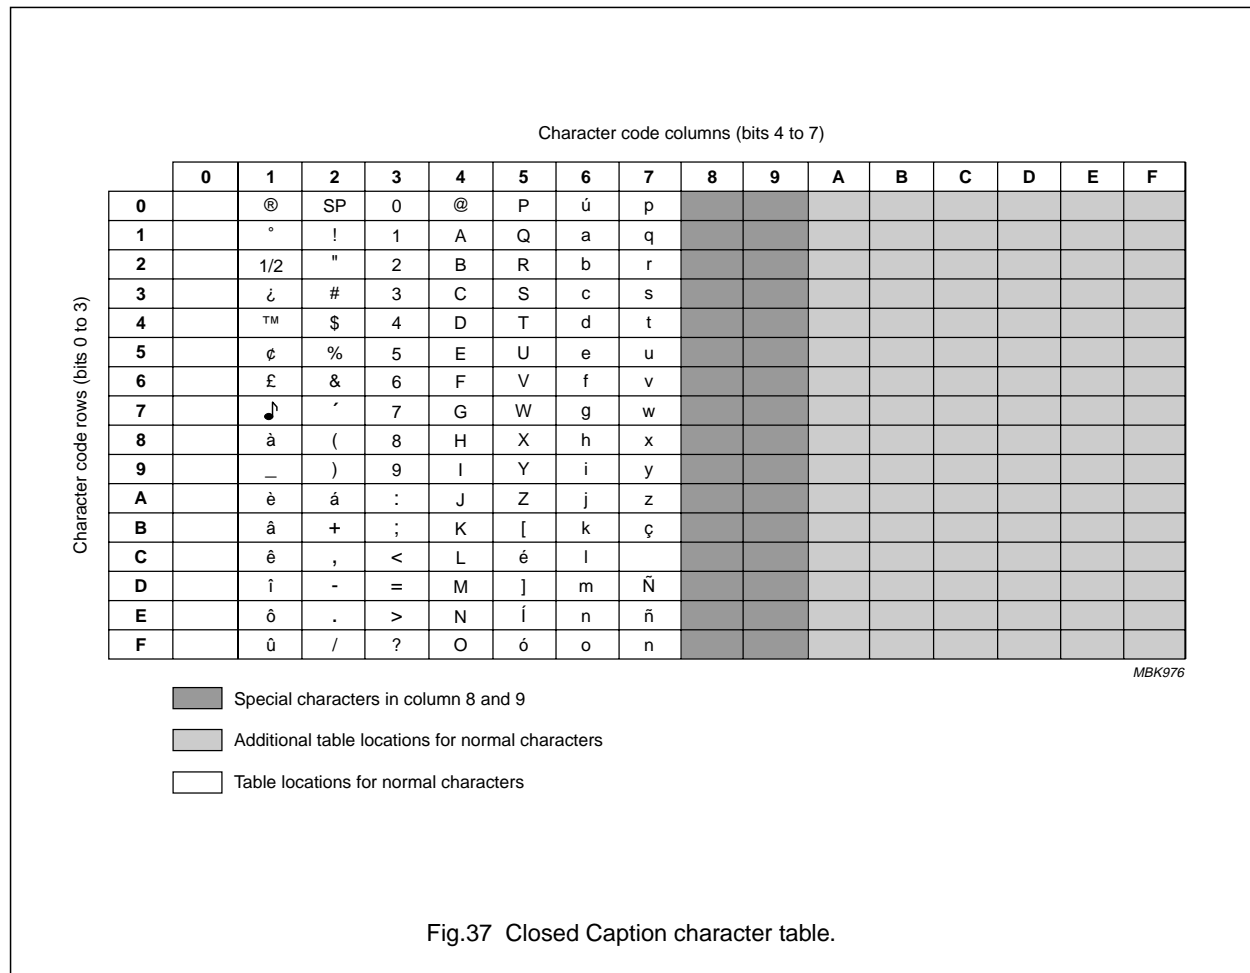 Character code columns (bits 4 to 7)
0 1 2 3 4 5 6 7 8 9 A B C D E F
Character code rows (bits 0 to 3)
0 ® SP 0 @ P ú p
1 ° ! 1 A Q a q
2 1/2 " 2 B R b r
3 ¿ # 3 C S c s
4 ™ $ 4 D T d t
5 ¢ % 5 E U e u
6 £ & 6 F V f v
7 ♪ ´ 7 G W g w
8 à ( 8 H X h x
9 _ ) 9 I Y i y
A è á : J Z j z
B â + ; K [ k ç
C ê , < L é l
D î - = M ] m Ñ
E ô . > N Í n ñ
F û / ? O ó o n
MBK976
Special characters in column 8 and 9
Additional table locations for normal characters
Table locations for normal characters
Fig.37 Closed Caption character table.